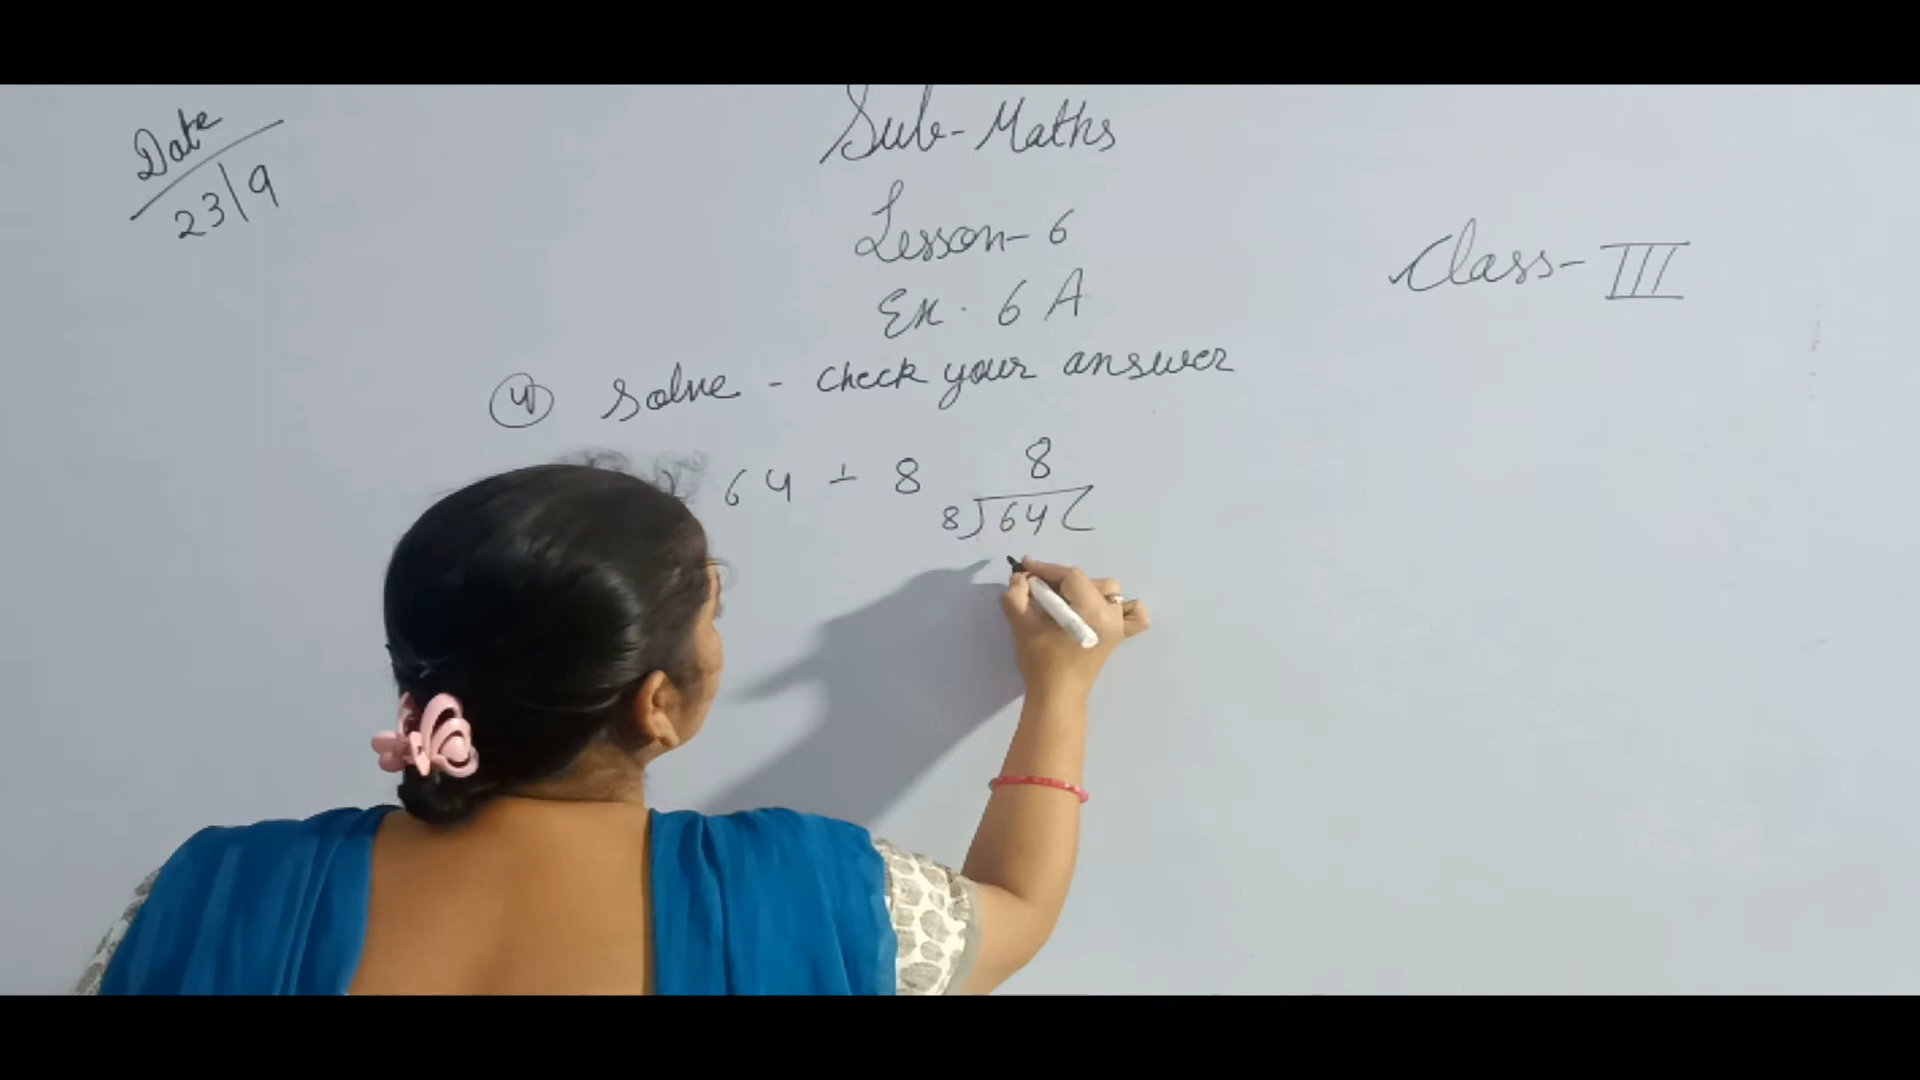 Date
23/9
Sub-Maths
Lesson-6
Ex. 6 A
Class-III
4 Solve - Check your answer
64 ÷ 8
8
8)64(